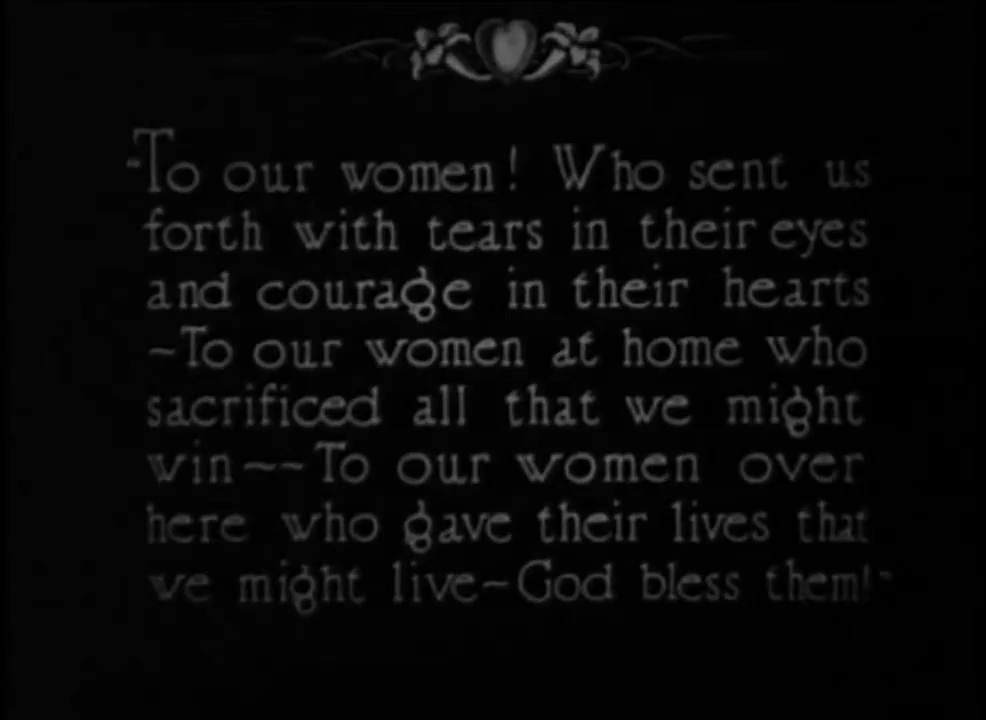 "To our women! Who sent us
forth with tears in their eyes
and courage in their hearts
-To our women at home who
sacrificed all that we might
win--To our women over
here who gave their lives that
we might live-God bless them!"